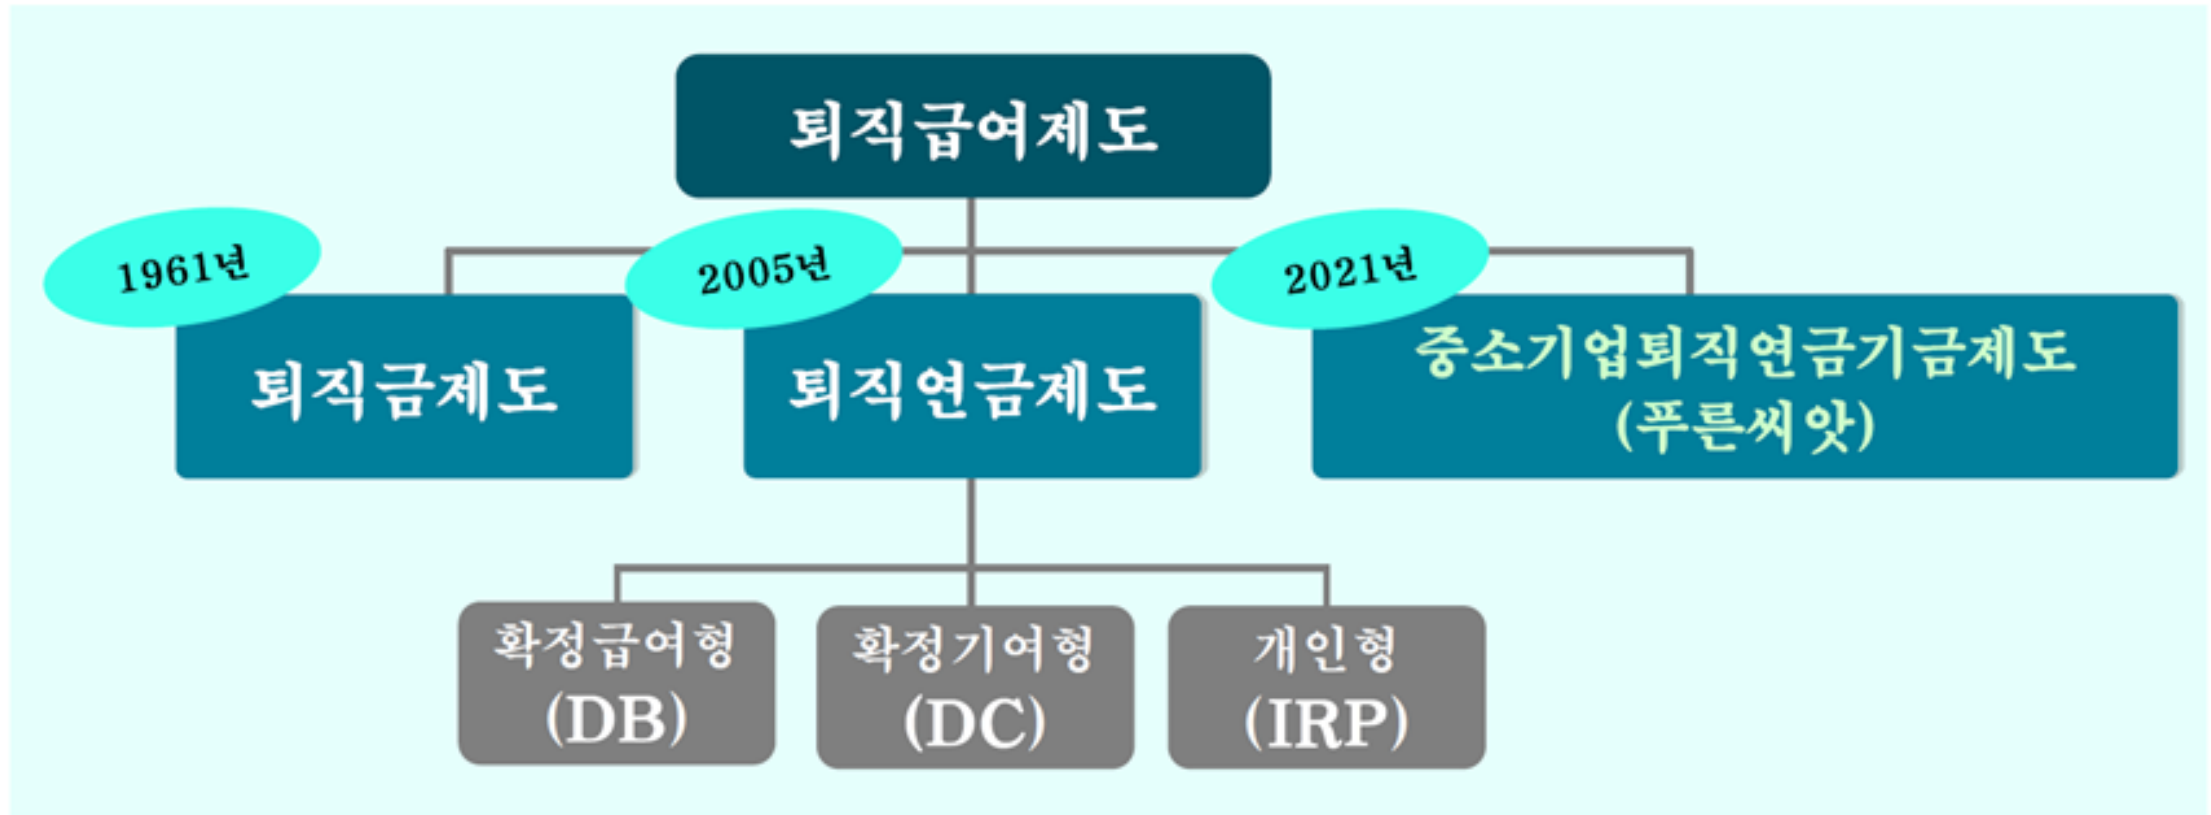 퇴직급여제도
1961년
퇴직금제도
2005년
퇴직연금제도
2021년
중소기업퇴직연금기금제도
(푸른씨앗)
확정급여형
(DB)
확정기여형
(DC)
개인형
(IRP)